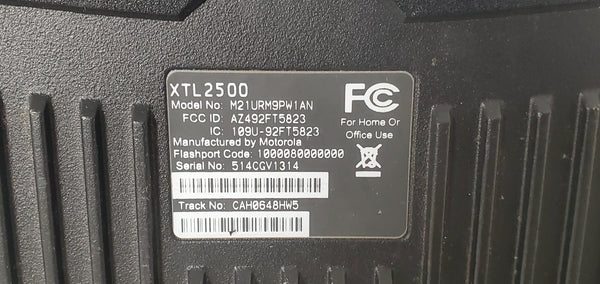 XTL2500
Model No: M21URM9PW1AN
FCC ID: AZ492FT5823
IC: 109U-92FT5823
Manufactured by Motorola
Flashport Code: 1000080000000
Serial No: 514CGV1314
Track No: CAH0648HW5
FC
For Home Or
Office Use